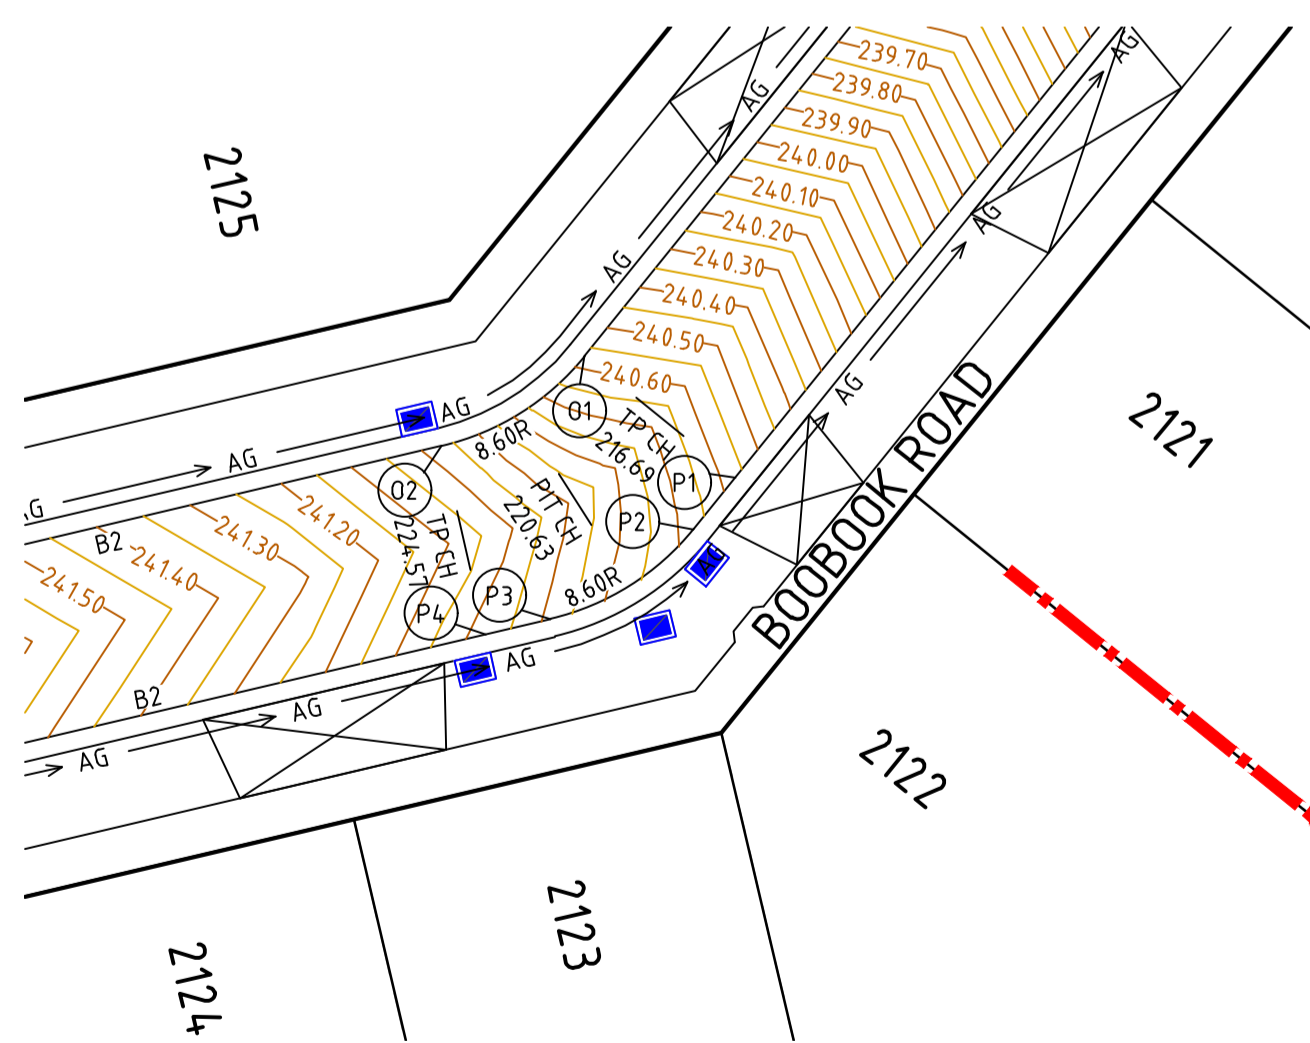 239.70
AG
239.80
AG
239.90
240.00
2125
240.10
AG
240.20
240.30
AG
240.40
240.50
240.60
AG
BOOBOOK ROAD
2121
AG
O1
TP CH
216.69
8.60R
AG
P1
O2
PIT CH
220.63
P2
AG
241.20
TP CH
224.57
241.30
B2
241.40
AG
241.50
8.60R
P3
P4
AG
B2
AG
AG
2122
2123
2124